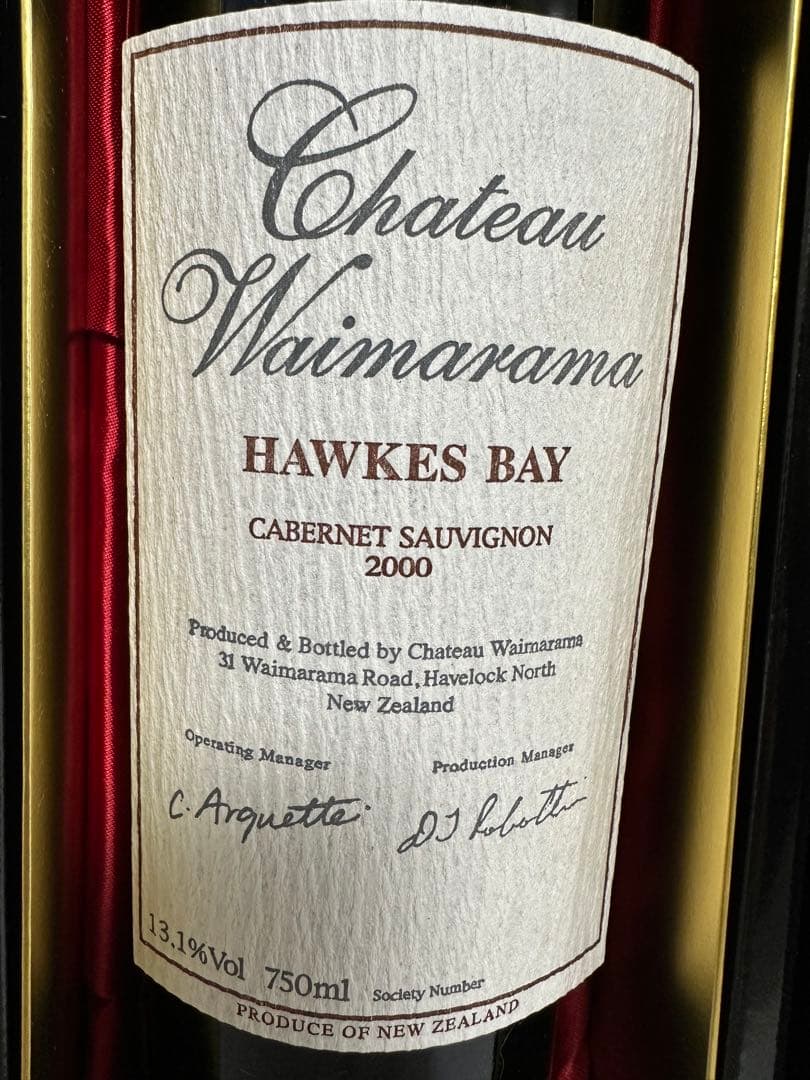 Chateau
Waimarama
HAWKES BAY
CABERNET SAUVIGNON
2000
Produced & Bottled by Chateau Waimarama
31 Waimarama Road, Havelock North
New Zealand
Operating Manager Production Manager
C. Arquette DJ
13.1%Vol 750ml Society Number
PRODUCE OF NEW ZEALAND